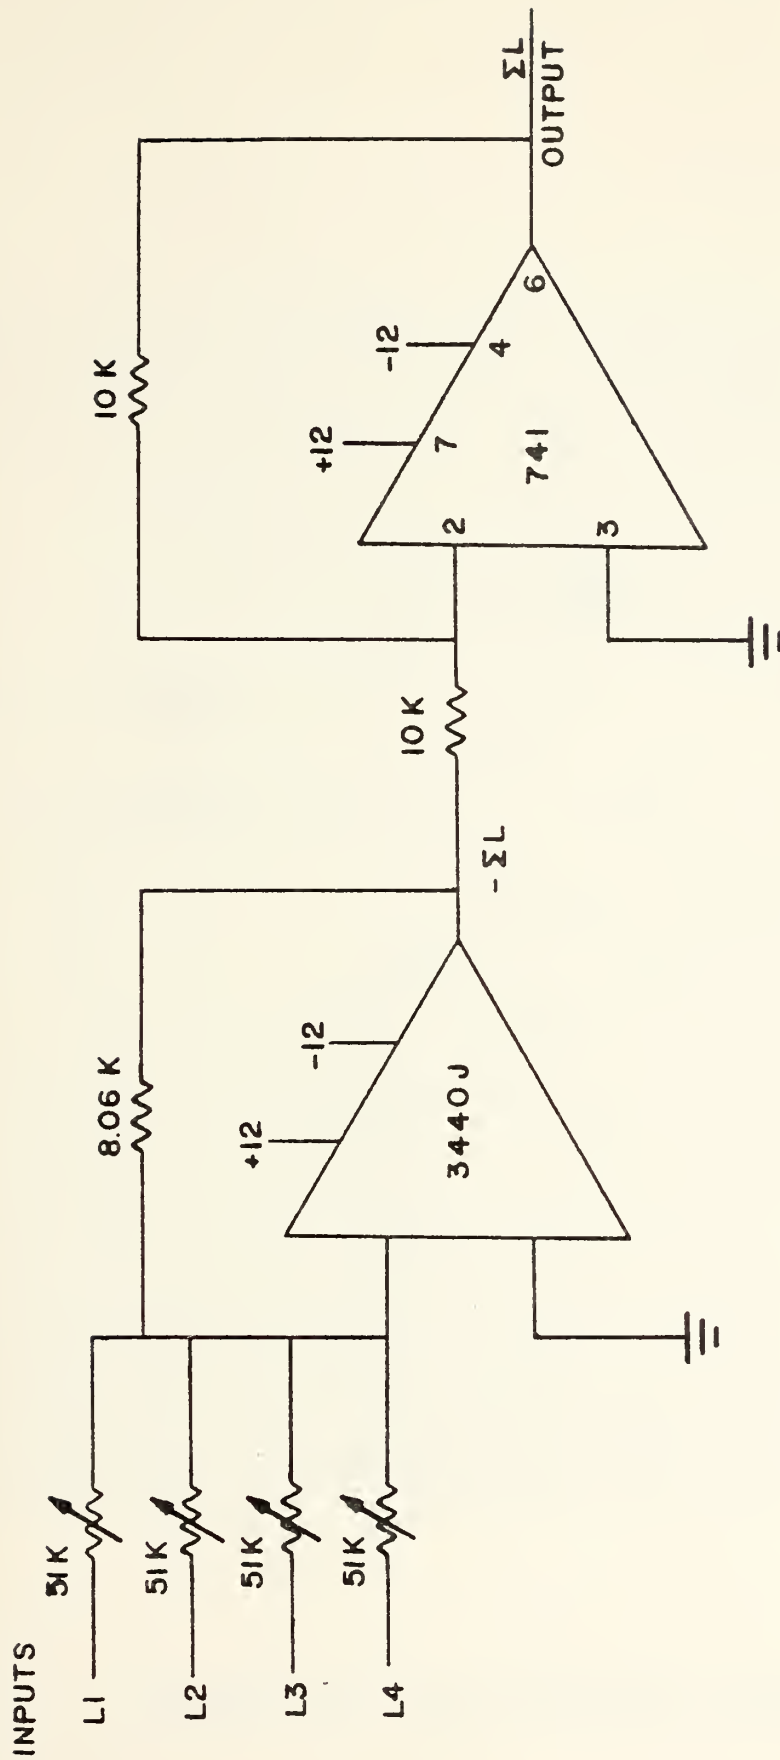 INPUTS
L1
51K
L2
51K
L3
51K
L4
51K
8.06 K
+12
-12
3440J
-ΣL
10 K
10 K
+12
-12
2
7
4
741
3
6
ΣL
OUTPUT